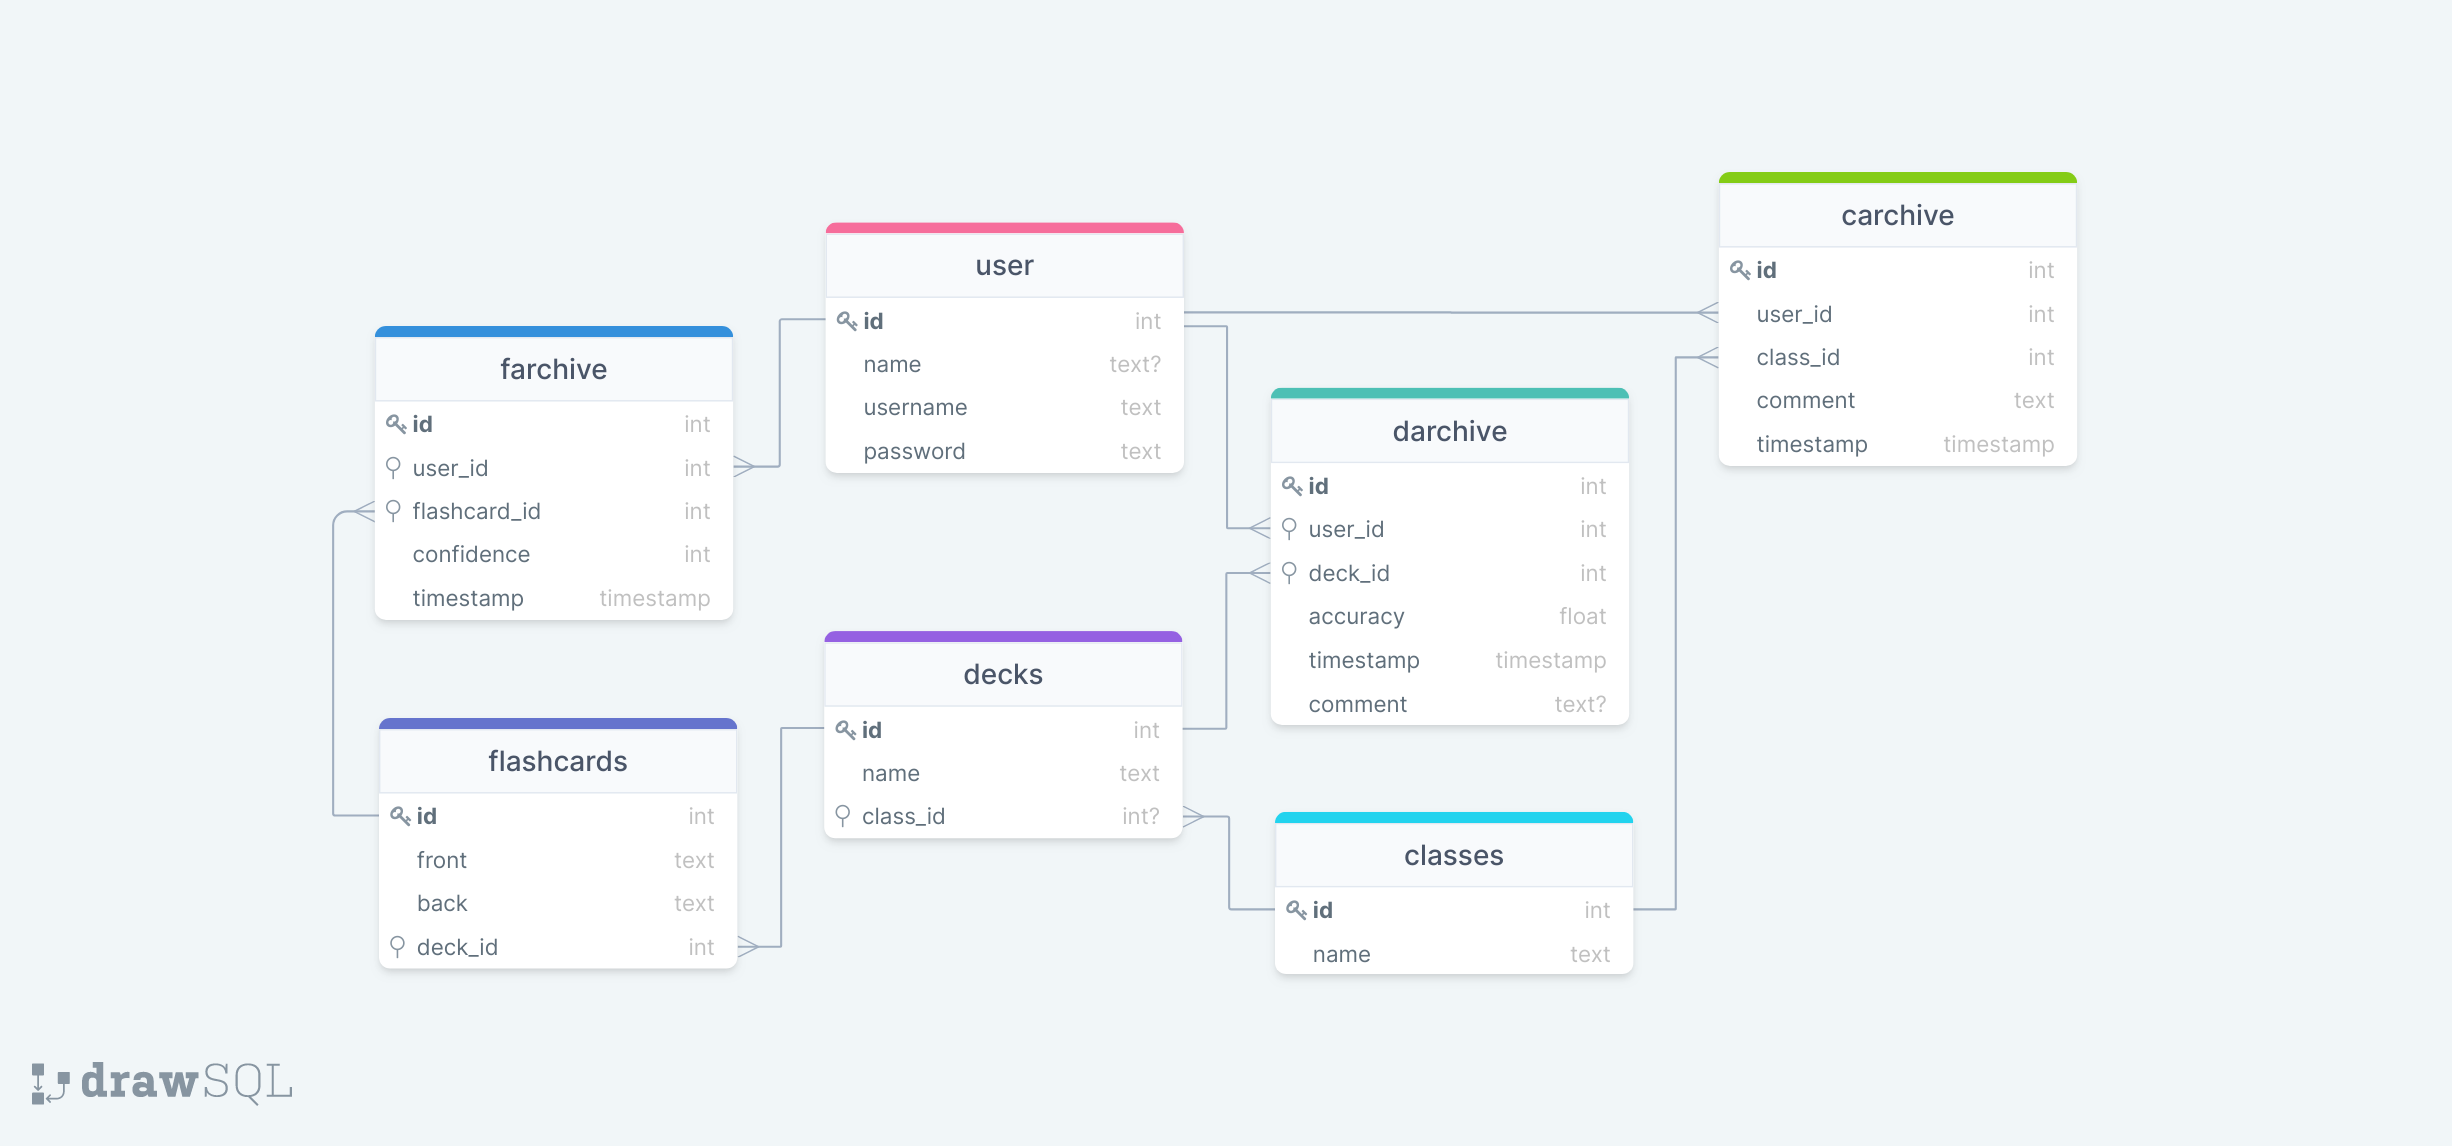 carchive
id int
user_id int
class_id int
comment text
timestamp timestamp
user
id int
name text?
username text
password text
farchive
id int
user_id int
flashcard_id int
confidence int
timestamp timestamp
darchive
id int
user_id int
deck_id int
accuracy float
timestamp timestamp
comment text?
decks
id int
name text
class_id int?
flashcards
id int
front text
back text
deck_id int
classes
id int
name text
drawSQL